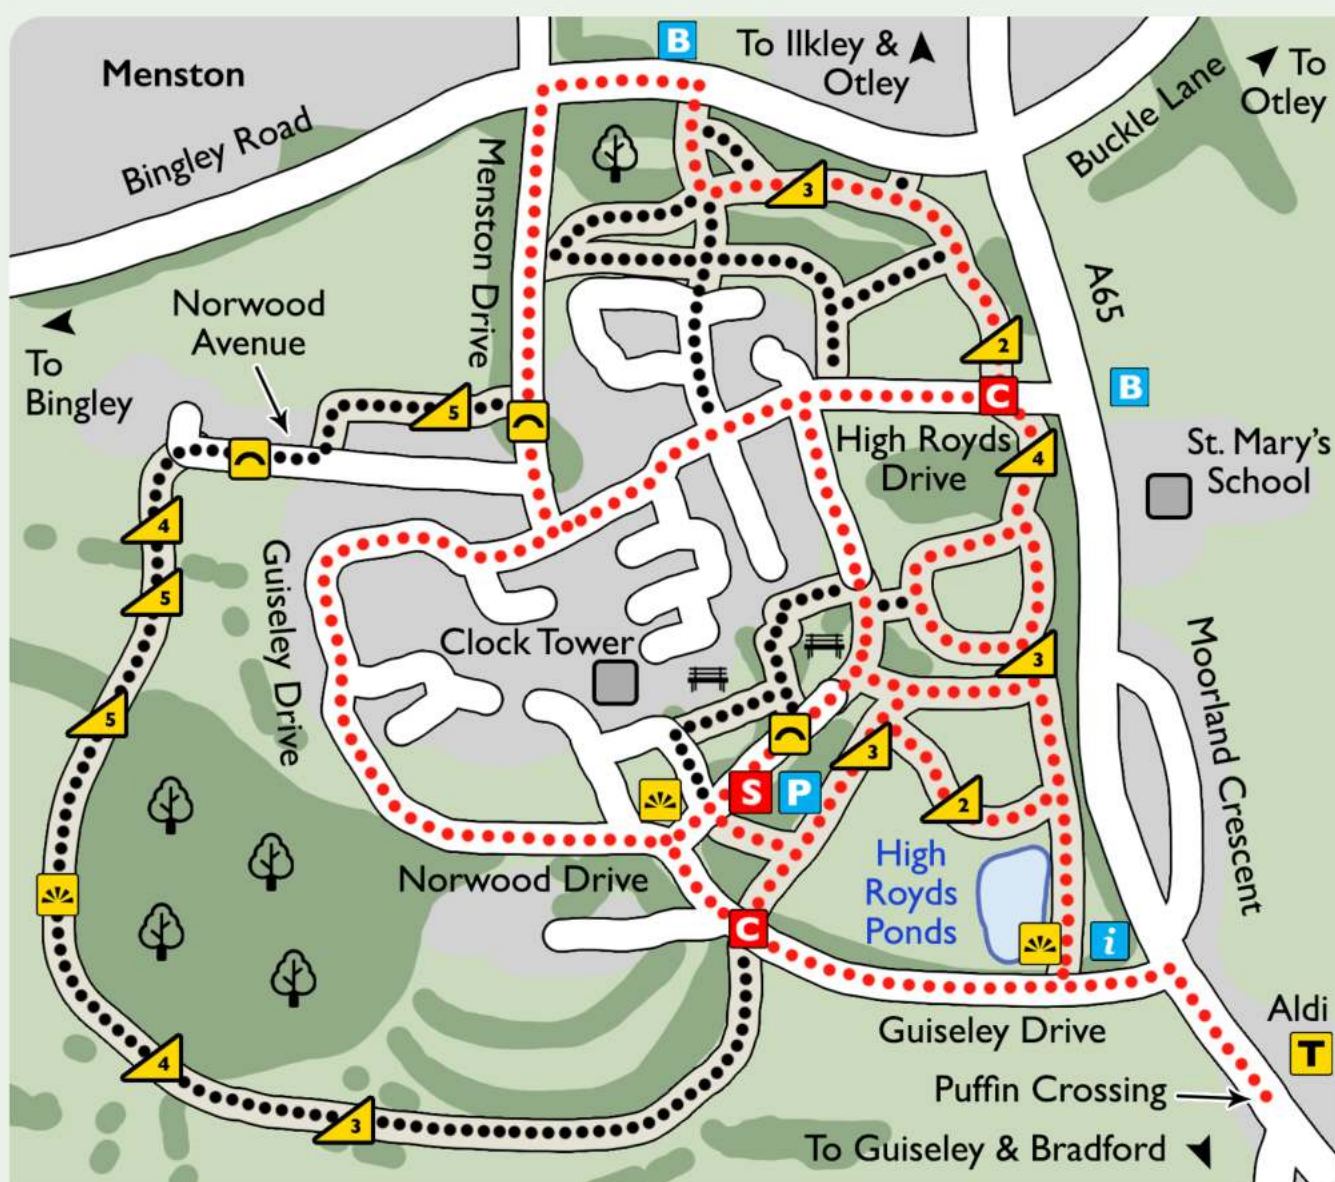 B
To Ilkley &
Otley
To
Otley
Menston
Bingley Road
Buckle Lane
Menston Drive
3
A65
Norwood
Avenue
To
Bingley
2
C
B
5
High Royds
Drive
4
St. Mary's
School
4
5
Guiseley Drive
Clock Tower
3
Moorland Crescent
5
3
S
P
2
High
Royds
Ponds
Norwood Drive
C
i
Guiseley Drive
Aldi
T
4
Puffin Crossing
3
To Guiseley & Bradford